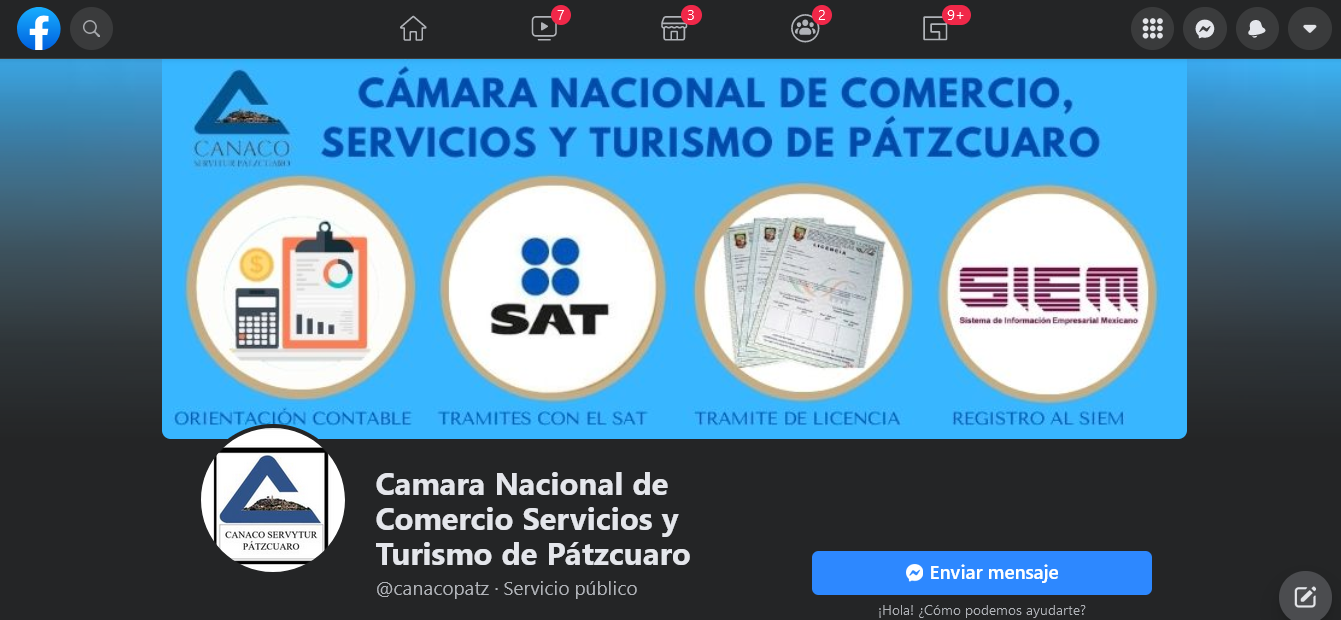 7
3
2
9+
CÁMARA NACIONAL DE COMERCIO,
SERVICIOS Y TURISMO DE PÁTZCUARO
CANACO
SERVITUR PATZCUARO
LICENCIA
SAT
SIEM
Sistema de Información Empresarial Mexicano
ORIENTACIÓN CONTABLE
TRAMITES CON EL SAT
TRAMITE DE LICENCIA
REGISTRO AL SIEM
CANACO SERVYTUR
PÁTZCUARO
Camara Nacional de
Comercio Servicios y
Turismo de Pátzcuaro
@canacopatz · Servicio público
Enviar mensaje
¡Hola! ¿Cómo podemos ayudarte?